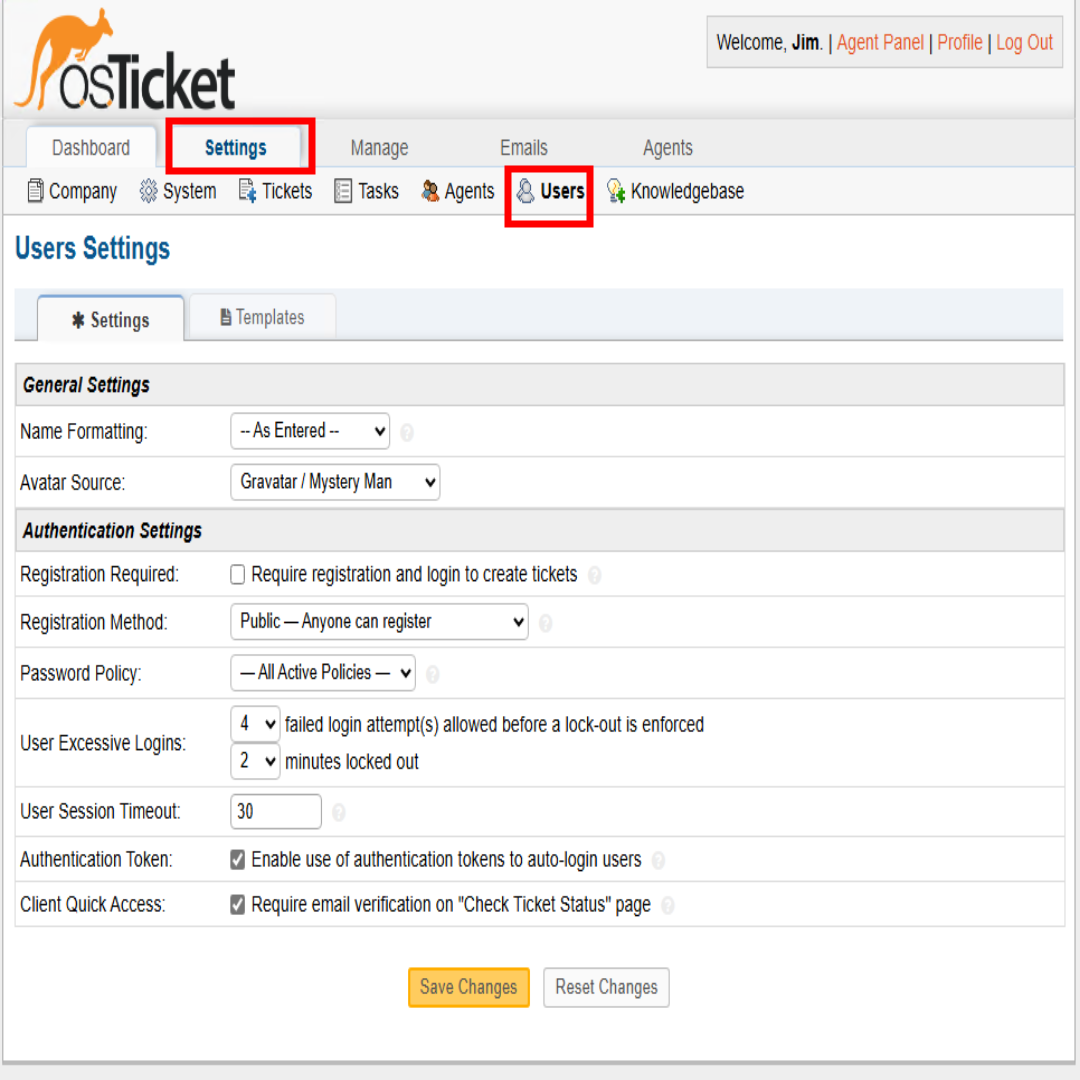 osTicket
Welcome, Jim. | Agent Panel | Profile | Log Out
Dashboard Settings Manage Emails Agents
Company System Tickets Tasks Agents Users Knowledgebase
Users Settings
Settings Templates
General Settings
Name Formatting: -- As Entered --
Avatar Source: Gravatar / Mystery Man
Authentication Settings
Registration Required: Require registration and login to create tickets
Registration Method: Public — Anyone can register
Password Policy: — All Active Policies —
User Excessive Logins: 4 failed login attempt(s) allowed before a lock-out is enforced
2 minutes locked out
User Session Timeout: 30
Authentication Token: Enable use of authentication tokens to auto-login users
Client Quick Access: Require email verification on "Check Ticket Status" page
Save Changes Reset Changes